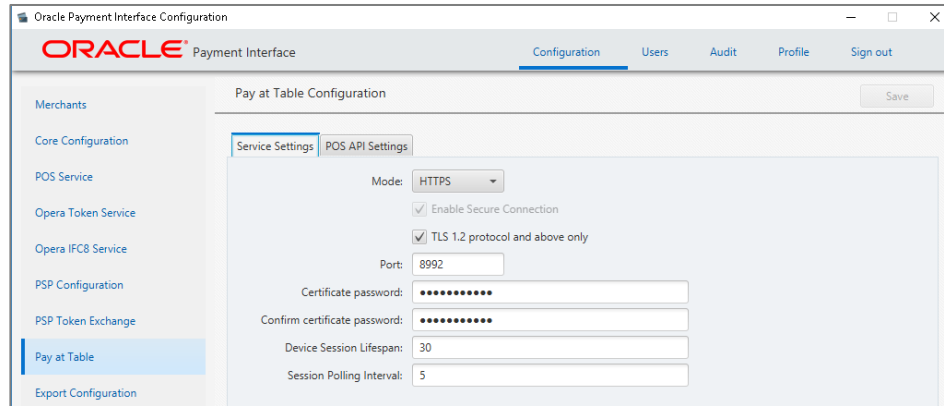 Oracle Payment Interface Configuration
ORACLE® Payment Interface
Configuration Users Audit Profile Sign out
Merchants
Core Configuration
POS Service
Opera Token Service
Opera IFC8 Service
PSP Configuration
PSP Token Exchange
Pay at Table
Export Configuration
Pay at Table Configuration
Save
Service Settings POS API Settings
Mode: HTTPS
Enable Secure Connection
TLS 1.2 protocol and above only
Port: 8992
Certificate password: •••••••••••
Confirm certificate password: •••••••••••
Device Session Lifespan: 30
Session Polling Interval: 5